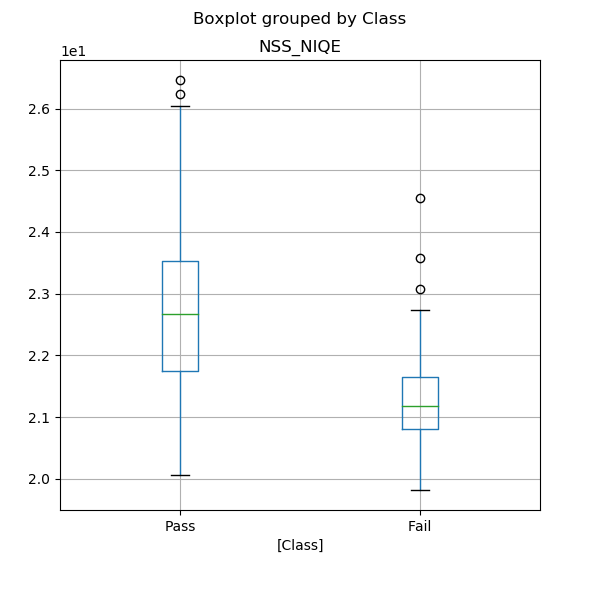 Boxplot grouped by Class
NSS_NIQE
1e1
2.6
2.5
2.4
2.3
2.2
2.1
2.0
Pass Fail
[Class]